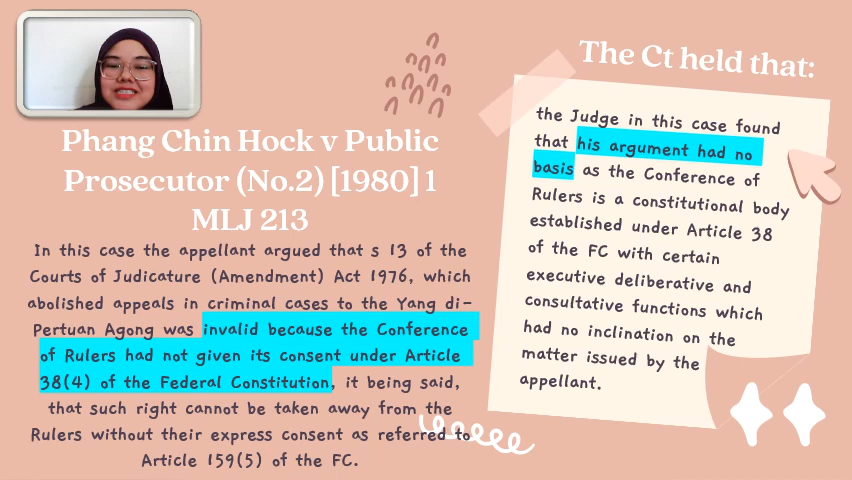 Phang Chin Hock v Public
Prosecutor (No.2) [1980] 1
MLJ 213
In this case the appellant argued that s 13 of the
Courts of Judicature (Amendment) Act 1976, which
abolished appeals in criminal cases to the Yang di-
Pertuan Agong was invalid because the Conference
of Rulers had not given its consent under Article
38(4) of the Federal Constitution, it being said,
that such right cannot be taken away from the
Rulers without their express consent as referred to
Article 159(5) of the FC.
The Ct held that:
the Judge in this case found
that his argument had no
basis as the Conference of
Rulers is a constitutional body
established under Article 38
of the FC with certain
executive deliberative and
consultative functions which
had no inclination on the
matter issued by the
appellant.